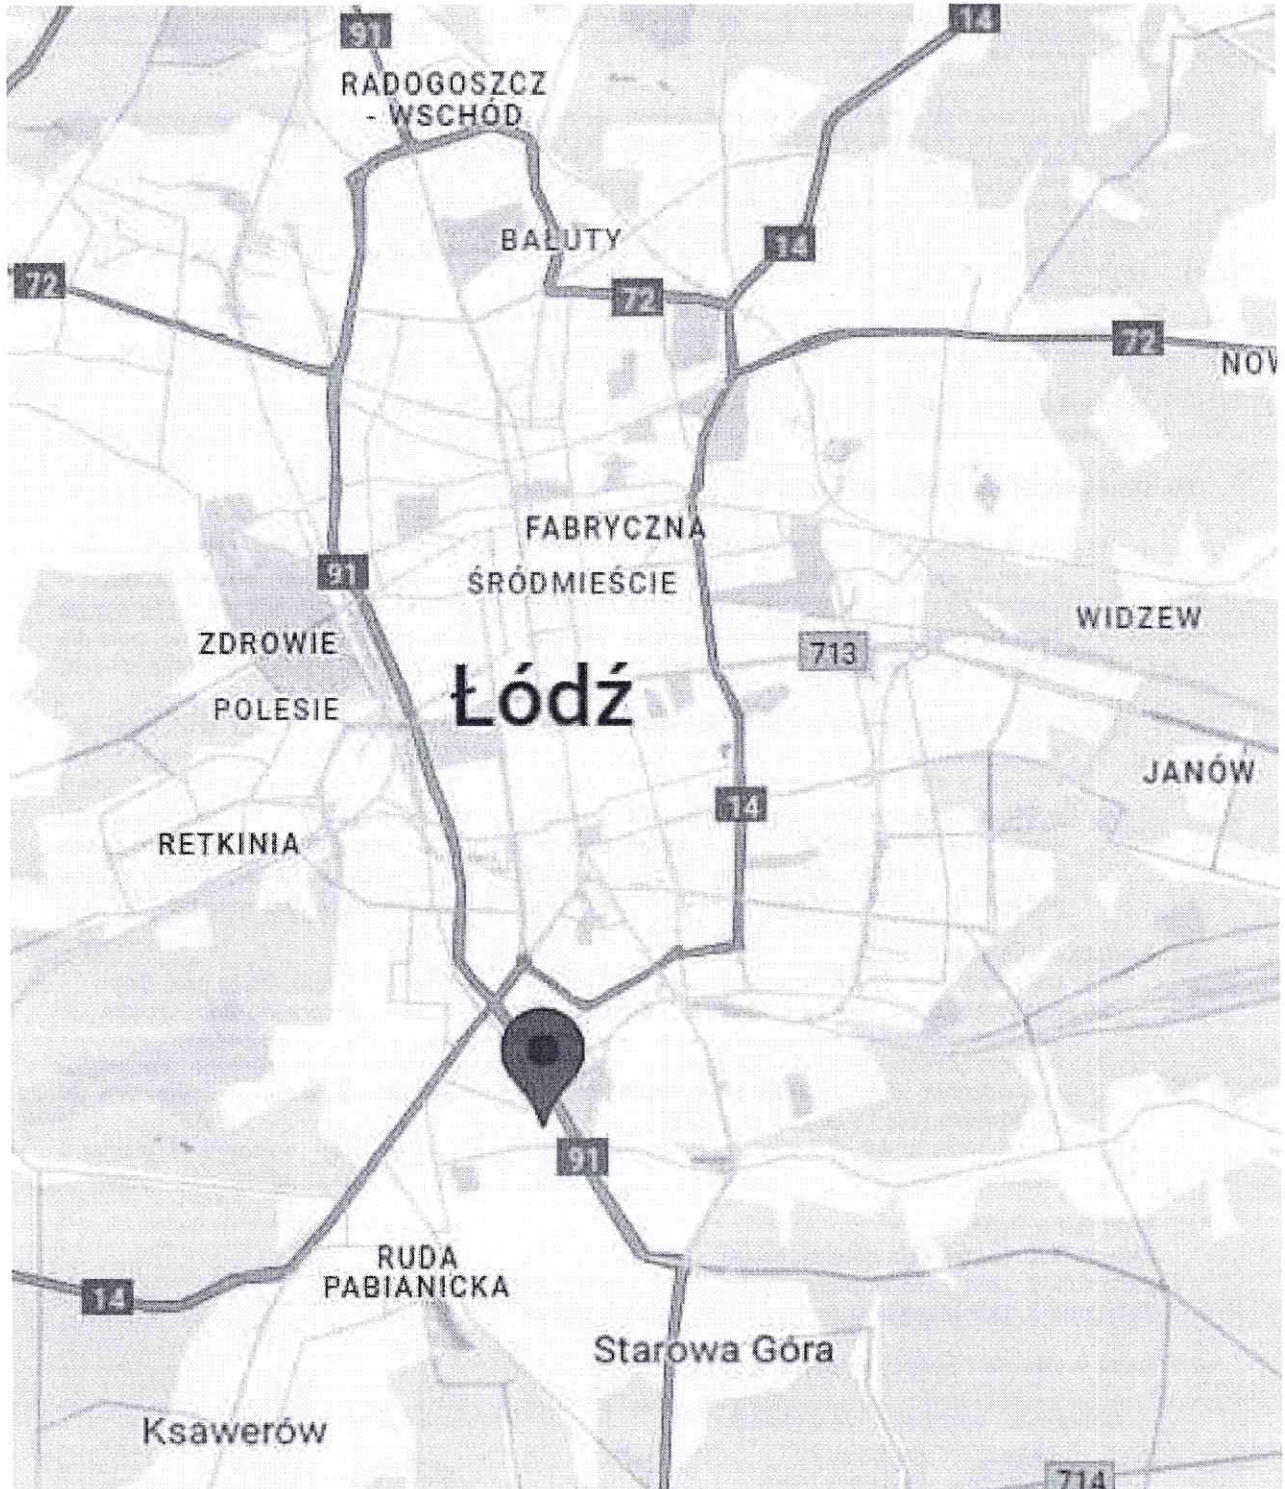 91
14
RADOGOSZCZ
- WSCHÓD
BAŁUTY
14
72
72
72
NOW
FABRYCZNA
91
ŚRÓDMIEŚCIE
WIDZEW
ZDROWIE
713
Łódź
POLESIE
JANÓW
14
RETKINIA
91
RUDA
PABIANICKA
14
Starowa Góra
Ksawerów
714